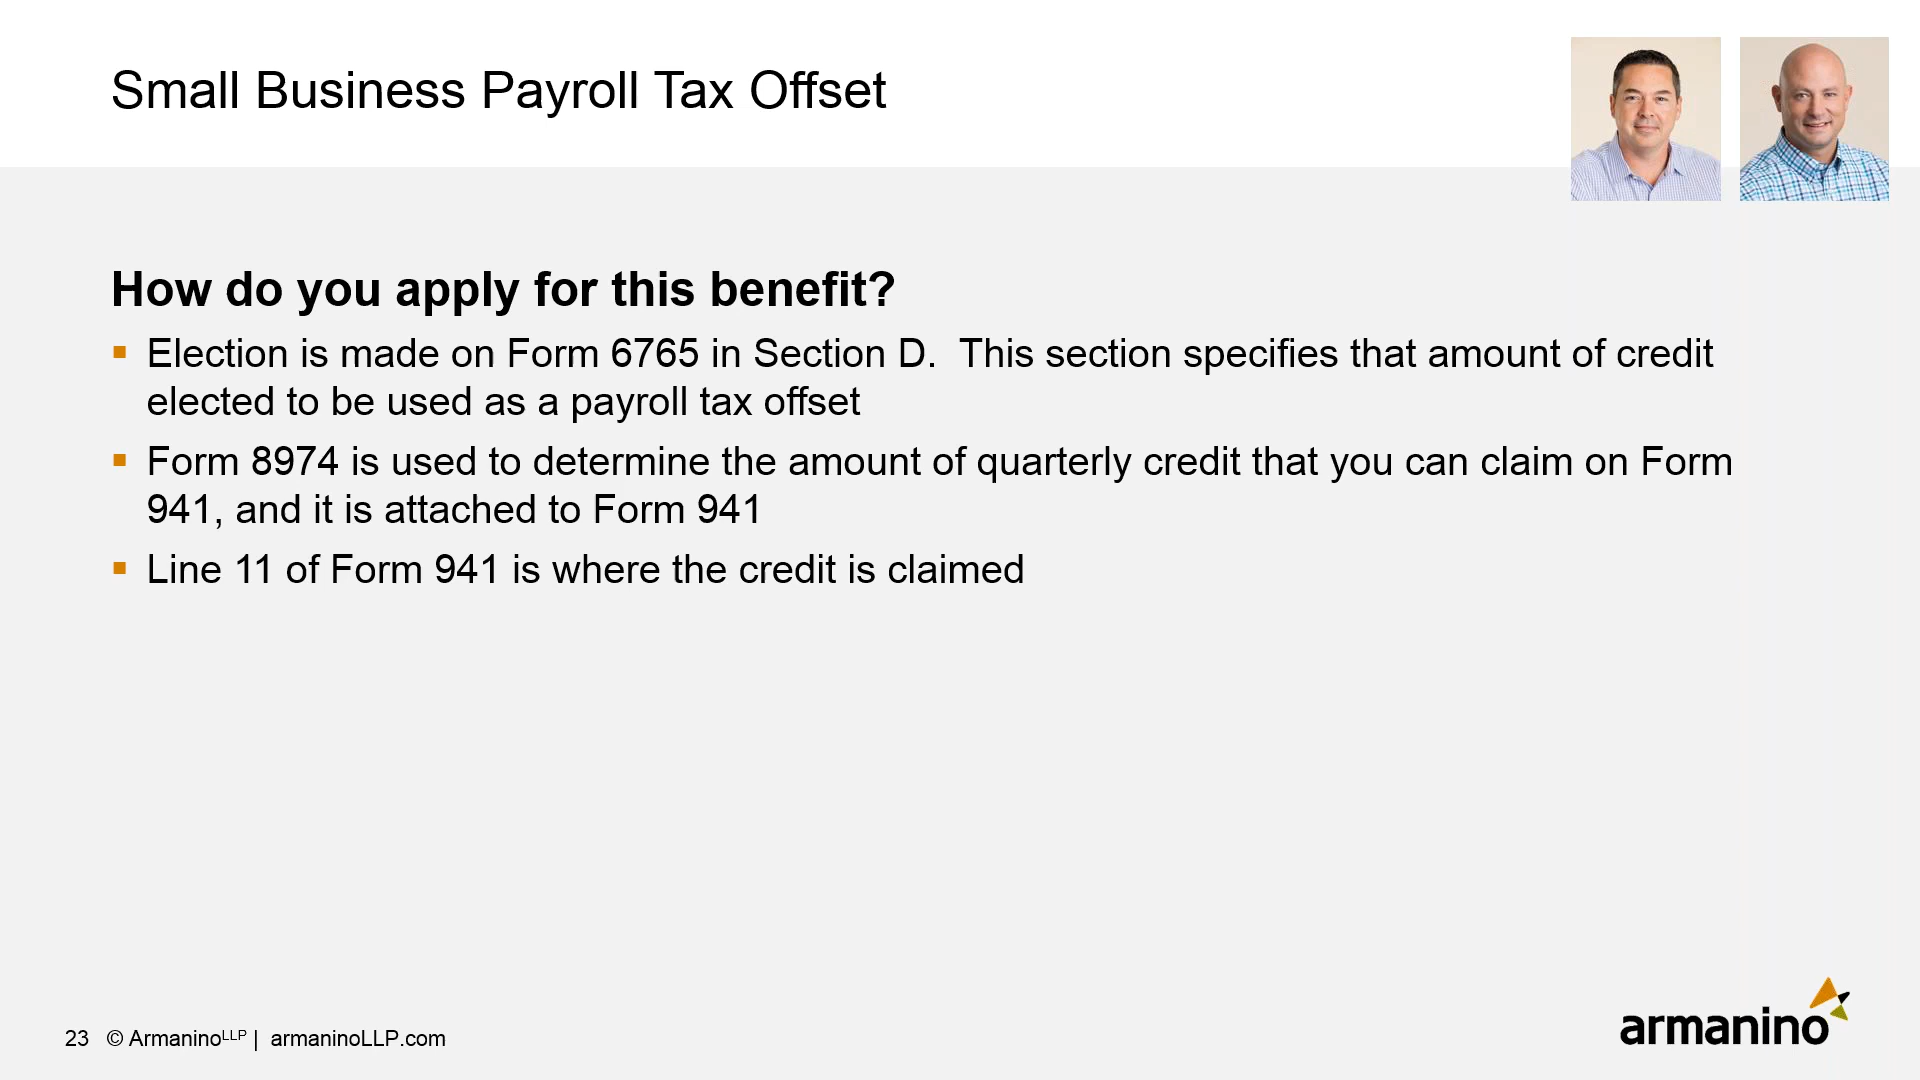 Small Business Payroll Tax Offset
How do you apply for this benefit?
Election is made on Form 6765 in Section D.  This section specifies that amount of credit
elected to be used as a payroll tax offset
Form 8974 is used to determine the amount of quarterly credit that you can claim on Form
941, and it is attached to Form 941
Line 11 of Form 941 is where the credit is claimed
23 © ArmaninoLLP | armaninoLLP.com
armanino